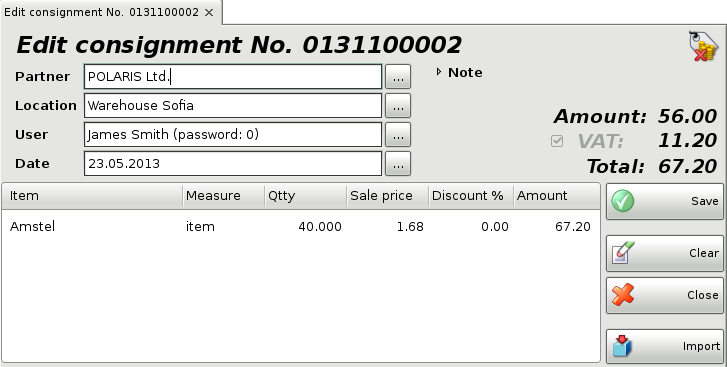 Edit consignment No. 0131100002 ×
Edit consignment No. 0131100002
Partner POLARIS Ltd. ... Note
Location Warehouse Sofia ...
Amount: 56.00
User James Smith (password: 0) ...
VAT: 11.20
Date 23.05.2013 ...
Total: 67.20
Item Measure Qtty Sale price Discount % Amount
Amstel item 40.000 1.68 0.00 67.20
Save
Clear
Close
Import